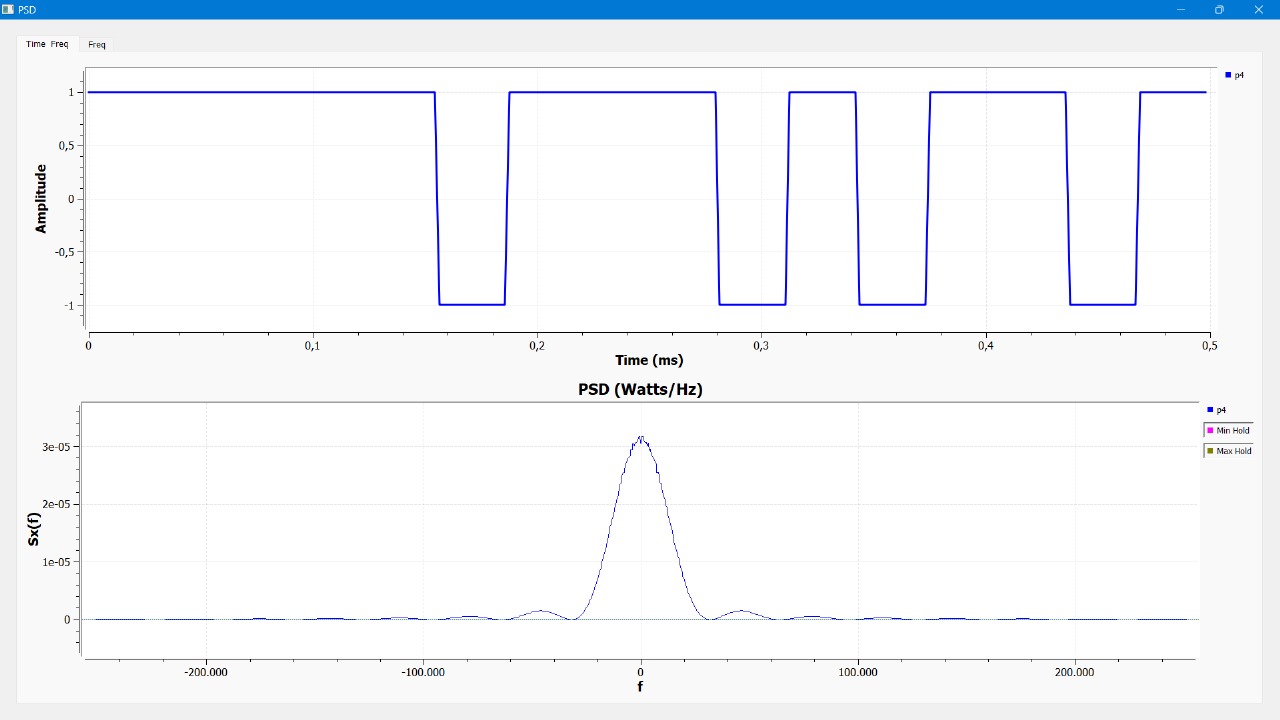 PSD
Time Freq
Freq
p4
Amplitude
1
0,5
0
-0,5
-1
0
0,1
0,2
0,3
0,4
0,5
Time (ms)
PSD (Watts/Hz)
p4
Min Hold
Max Hold
Sx(f)
3e-05
2e-05
1e-05
0
-200.000
-100.000
0
100.000
200.000
f